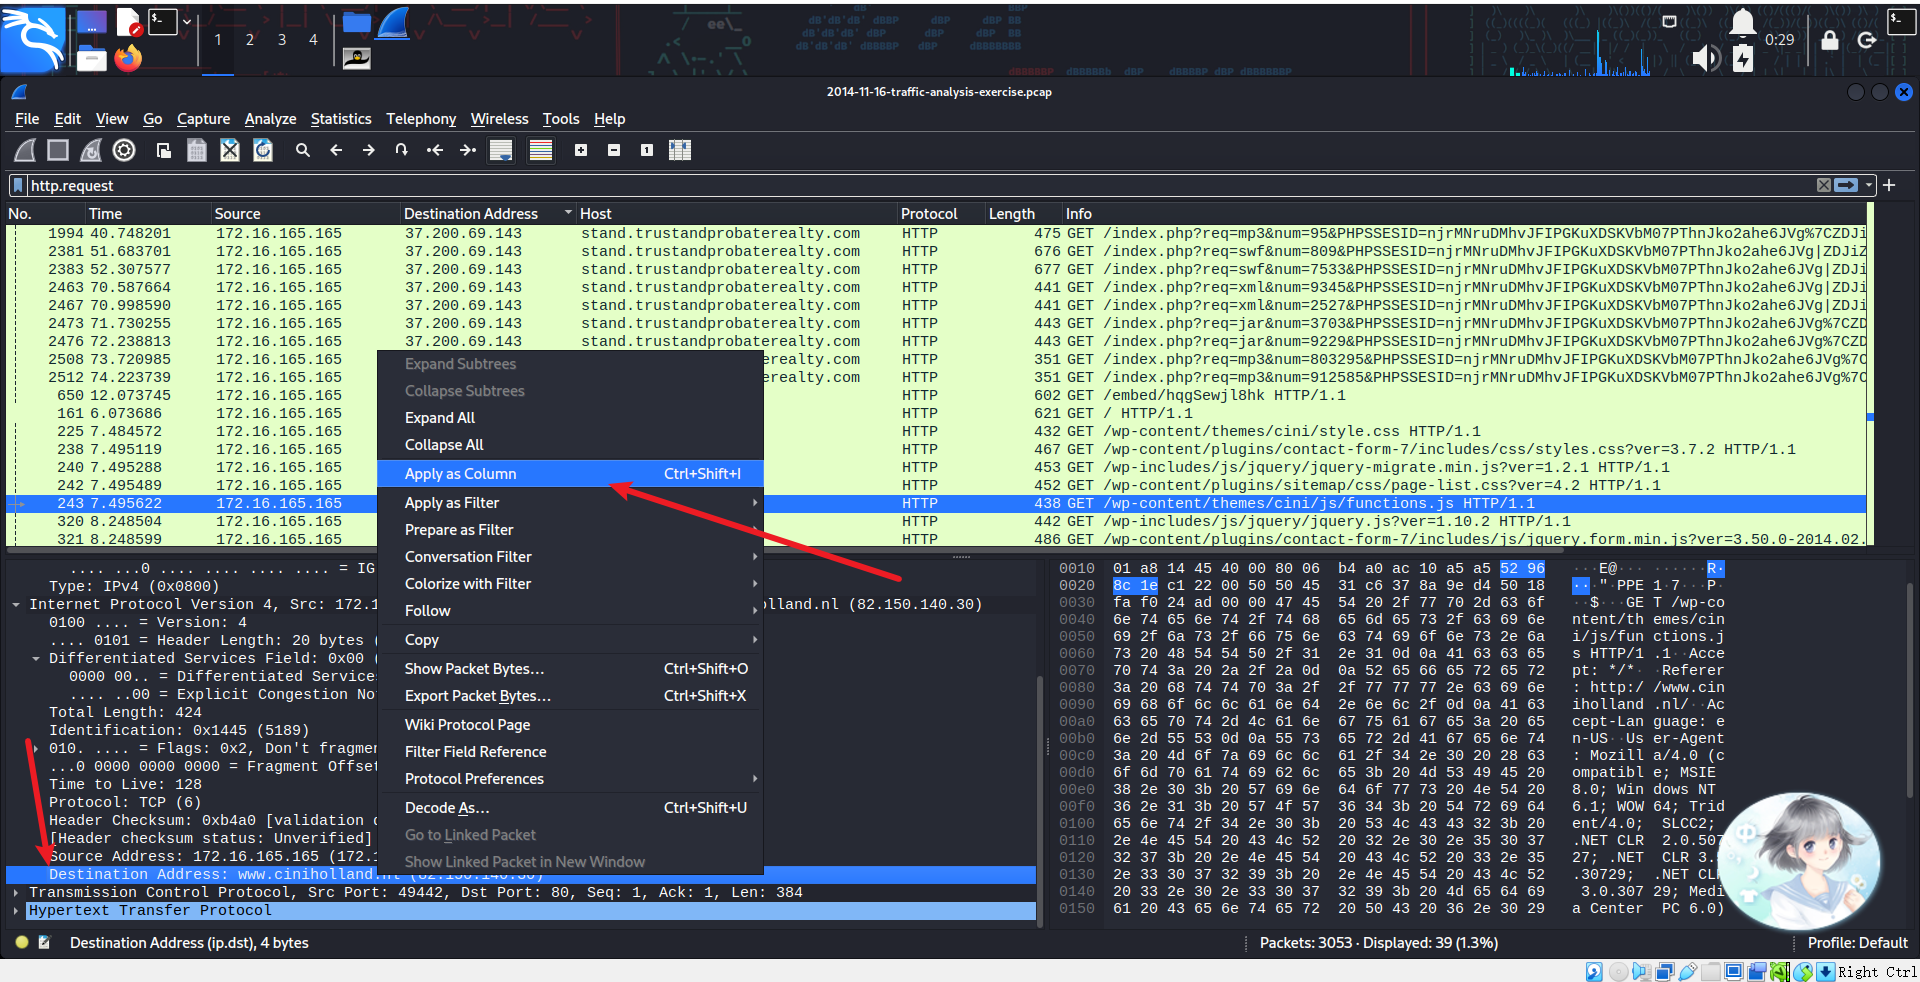 1 2 3 4
0:29
2014-11-16-traffic-analysis-exercise.pcap
File Edit View Go Capture Analyze Statistics Telephony Wireless Tools Help
http.request
No. Time Source Destination Address Host Protocol Length Info
1994 40.748201 172.16.165.165 37.200.69.143 stand.trustandprobaterealty.com HTTP 475 GET /index.php?req=mp3&num=95&PHPSSESID=njrMNruDMhvJFIPGKuXDSKVbM07PThnJko2ahe6JVg%7CZDJi
2381 51.683701 172.16.165.165 37.200.69.143 stand.trustandprobaterealty.com HTTP 676 GET /index.php?req=swf&num=809&PHPSSESID=njrMNruDMhvJFIPGKuXDSKVbM07PThnJko2ahe6JVg|ZDJiZ
2383 52.307577 172.16.165.165 37.200.69.143 stand.trustandprobaterealty.com HTTP 677 GET /index.php?req=swf&num=7533&PHPSSESID=njrMNruDMhvJFIPGKuXDSKVbM07PThnJko2ahe6JVg|ZDJi
2463 70.587664 172.16.165.165 37.200.69.143 stand.trustandprobaterealty.com HTTP 441 GET /index.php?req=xml&num=9345&PHPSSESID=njrMNruDMhvJFIPGKuXDSKVbM07PThnJko2ahe6JVg|ZDJi
2467 70.998590 172.16.165.165 37.200.69.143 stand.trustandprobaterealty.com HTTP 441 GET /index.php?req=xml&num=2527&PHPSSESID=njrMNruDMhvJFIPGKuXDSKVbM07PThnJko2ahe6JVg|ZDJi
2473 71.730255 172.16.165.165 37.200.69.143 stand.trustandprobaterealty.com HTTP 443 GET /index.php?req=jar&num=3703&PHPSSESID=njrMNruDMhvJFIPGKuXDSKVbM07PThnJko2ahe6JVg%7CZD
2476 72.238813 172.16.165.165 37.200.69.143 stand.trustandprobaterealty.com HTTP 443 GET /index.php?req=jar&num=9229&PHPSSESID=njrMNruDMhvJFIPGKuXDSKVbM07PThnJko2ahe6JVg%7CZD
2508 73.720985 172.16.165.165 erealty.com HTTP 351 GET /index.php?req=mp3&num=803295&PHPSSESID=njrMNruDMhvJFIPGKuXDSKVbM07PThnJko2ahe6JVg%7C
2512 74.223739 172.16.165.165 erealty.com HTTP 351 GET /index.php?req=mp3&num=912585&PHPSSESID=njrMNruDMhvJFIPGKuXDSKVbM07PThnJko2ahe6JVg%7C
650 12.073745 172.16.165.165 HTTP 602 GET /embed/hqgSewjl8hk HTTP/1.1
161 6.073686 172.16.165.165 HTTP 621 GET / HTTP/1.1
225 7.484572 172.16.165.165 HTTP 432 GET /wp-content/themes/cini/style.css HTTP/1.1
238 7.495119 172.16.165.165 HTTP 467 GET /wp-content/plugins/contact-form-7/includes/css/styles.css?ver=3.7.2 HTTP/1.1
240 7.495288 172.16.165.165 HTTP 453 GET /wp-includes/js/jquery/jquery-migrate.min.js?ver=1.2.1 HTTP/1.1
242 7.495489 172.16.165.165 HTTP 452 GET /wp-content/plugins/sitemap/css/page-list.css?ver=4.2 HTTP/1.1
243 7.495622 172.16.165.165 HTTP 438 GET /wp-content/themes/cini/js/functions.js HTTP/1.1
320 8.248504 172.16.165.165 HTTP 442 GET /wp-includes/js/jquery/jquery.js?ver=1.10.2 HTTP/1.1
321 8.248599 172.16.165.165 HTTP 486 GET /wp-content/plugins/contact-form-7/includes/js/jquery.form.min.js?ver=3.50.0-2014.02.
Expand Subtrees
Collapse Subtrees
Expand All
Collapse All
Apply as Column Ctrl+Shift+I
Apply as Filter
Prepare as Filter
Conversation Filter
Colorize with Filter
Follow
Copy
Show Packet Bytes... Ctrl+Shift+O
Export Packet Bytes... Ctrl+Shift+X
Wiki Protocol Page
Filter Field Reference
Protocol Preferences
Decode As... Ctrl+Shift+U
Go to Linked Packet
Show Linked Packet in New Window
.... ...0 .... .... .... .... = IG
Type: IPv4 (0x0800)
Internet Protocol Version 4, Src: 172.1 olland.nl (82.150.140.30)
0100 .... = Version: 4
.... 0101 = Header Length: 20 bytes (
Differentiated Services Field: 0x00 (
0000 00.. = Differentiated Services
.... ..00 = Explicit Congestion No
Total Length: 424
Identification: 0x1445 (5189)
010. .... = Flags: 0x2, Don't fragmen
...0 0000 0000 0000 = Fragment Offset
Time to Live: 128
Protocol: TCP (6)
Header Checksum: 0xb4a0 [validation d
[Header checksum status: Unverified]
Source Address: 172.16.165.165 (172.1
Destination Address: www.ciniholland.nl (82.150.140.30)
Transmission Control Protocol, Src Port: 49442, Dst Port: 80, Seq: 1, Ack: 1, Len: 384
Hypertext Transfer Protocol
0010 01 a8 14 45 40 00 80 06 b4 a0 ac 10 a5 a5 52 96 ···E@··· ······R·
0020 8c 1e c1 22 00 50 50 45 31 c6 37 8a 9e d4 50 18 ···"·PPE 1·7···P·
0030 fa f0 24 ad 00 00 47 45 54 20 2f 77 70 2d 63 6f ··$···GE T /wp-co
0040 6e 74 65 6e 74 2f 74 68 65 6d 65 73 2f 63 69 6e ntent/th emes/cin
0050 69 2f 6a 73 2f 66 75 6e 63 74 69 6f 6e 73 2e 6a i/js/fun ctions.j
0060 73 20 48 54 54 50 2f 31 2e 31 0d 0a 41 63 63 65 s HTTP/1 .1··Acce
0070 70 74 3a 20 2a 2f 2a 0d 0a 52 65 66 65 72 65 72 pt: */*· ·Referer
0080 3a 20 68 74 74 70 3a 2f 2f 77 77 77 2e 63 69 6e : http:/ /www.cin
0090 69 68 6f 6c 6c 61 6e 64 2e 6e 6c 2f 0d 0a 41 63 iholland .nl/··Ac
00a0 63 65 70 74 2d 4c 61 6e 67 75 61 67 65 3a 20 65 cept-Lan guage: e
00b0 6e 2d 55 53 0d 0a 55 73 65 72 2d 41 67 65 6e 74 n-US··Us er-Agent
00c0 3a 20 4d 6f 7a 69 6c 6c 61 2f 34 2e 30 20 28 63 : Mozill a/4.0 (c
00d0 6f 6d 70 61 74 69 62 6c 65 3b 20 4d 53 49 45 20 ompatibl e; MSIE
00e0 38 2e 30 3b 20 57 69 6e 64 6f 77 73 20 4e 54 20 8.0; Win dows NT
00f0 36 2e 31 3b 20 57 4f 57 36 34 3b 20 54 72 69 64 6.1; WOW 64; Trid
0100 65 6e 74 2f 34 2e 30 3b 20 53 4c 43 43 32 3b 20 ent/4.0; SLCC2;
0110 2e 4e 45 54 20 43 4c 52 20 32 2e 30 2e 35 30 37 .NET CLR 2.0.507
0120 32 37 3b 20 2e 4e 45 54 20 43 4c 52 20 33 2e 35 27; .NET CLR 3.5
0130 2e 33 30 37 32 39 3b 20 2e 4e 45 54 20 43 4c 52 .30729; .NET CL
0140 20 33 2e 30 2e 33 30 37 32 39 3b 20 4d 65 64 69 3.0.307 29; Medi
0150 61 20 43 65 6e 74 65 72 20 50 43 20 36 2e 30 29 a Center PC 6.0)
Destination Address (ip.dst), 4 bytes
Packets: 3053 · Displayed: 39 (1.3%)
Profile: Default
Right Ctrl